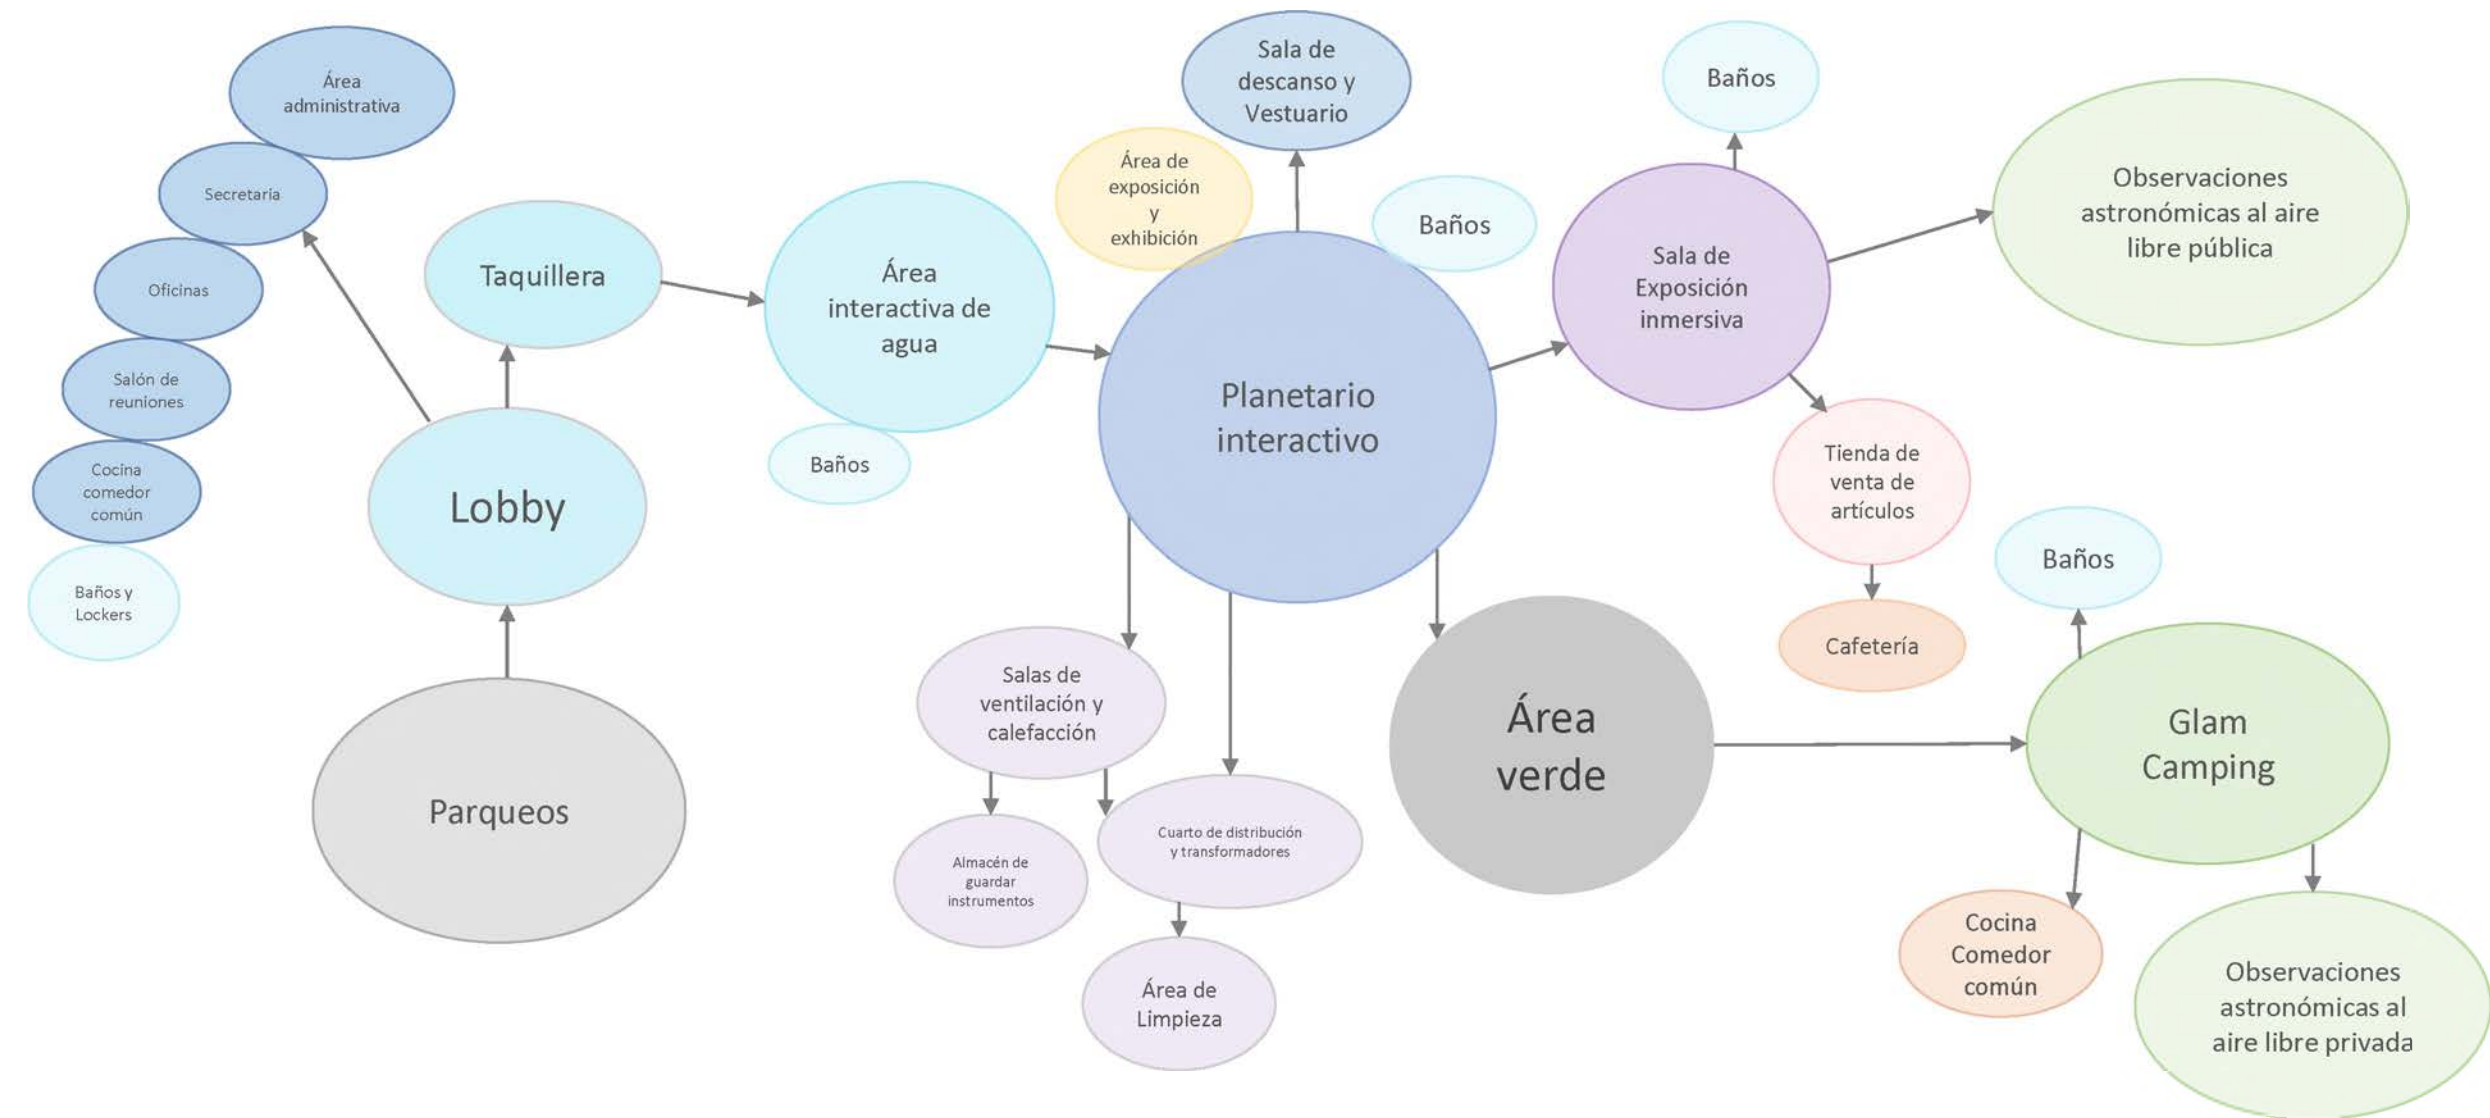 Área
administrativa
Secretaría
Oficinas
Salón de
reuniones
Cocina
comedor
común
Baños y
Lockers
Taquillera
Lobby
Parqueos
Área
interactiva de
agua
Baños
Área de
exposición
y
exhibición
Sala de
descanso y
Vestuario
Baños
Planetario
interactivo
Salas de
ventilación y
calefacción
Almacén de
guardar
instrumentos
Cuarto de distribución
y transformadores
Área de
Limpieza
Área
verde
Baños
Sala de
Exposición
inmersiva
Observaciones
astronómicas al aire
libre pública
Tienda de
venta de
artículos
Cafetería
Baños
Glam
Camping
Cocina
Comedor
común
Observaciones
astronómicas al
aire libre privada